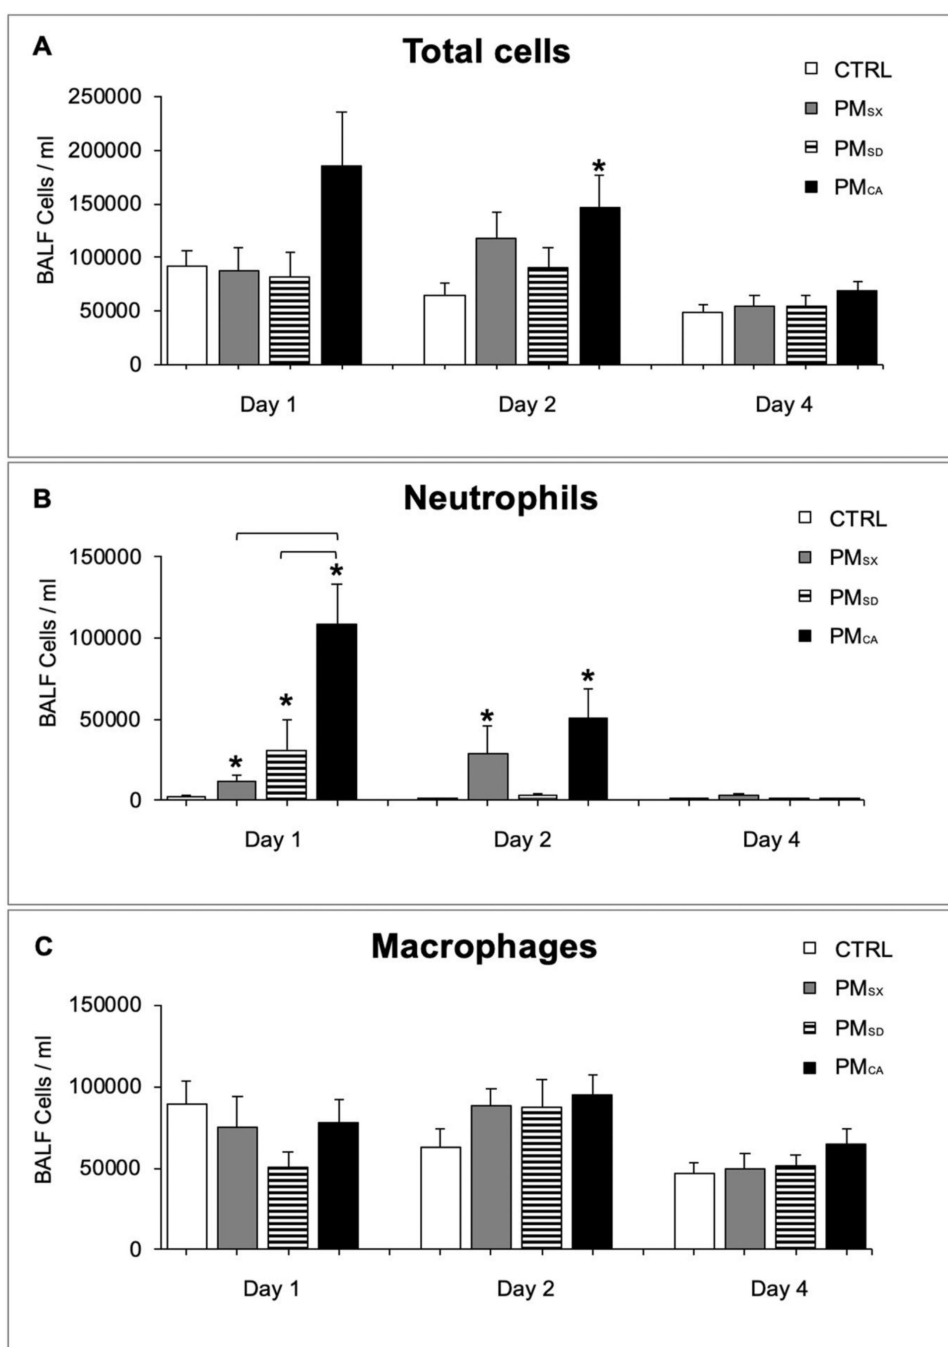 A
Total cells
CTRL
PMSX
PMSD
PMCA
BALF Cells / ml
250000
200000
150000
100000
50000
0
*
Day 1
Day 2
Day 4
B
Neutrophils
CTRL
PMSX
PMSD
PMCA
BALF Cells / ml
150000
100000
50000
0
*
*
*
*
*
Day 1
Day 2
Day 4
C
Macrophages
CTRL
PMSX
PMSD
PMCA
BALF Cells / ml
150000
100000
50000
0
Day 1
Day 2
Day 4